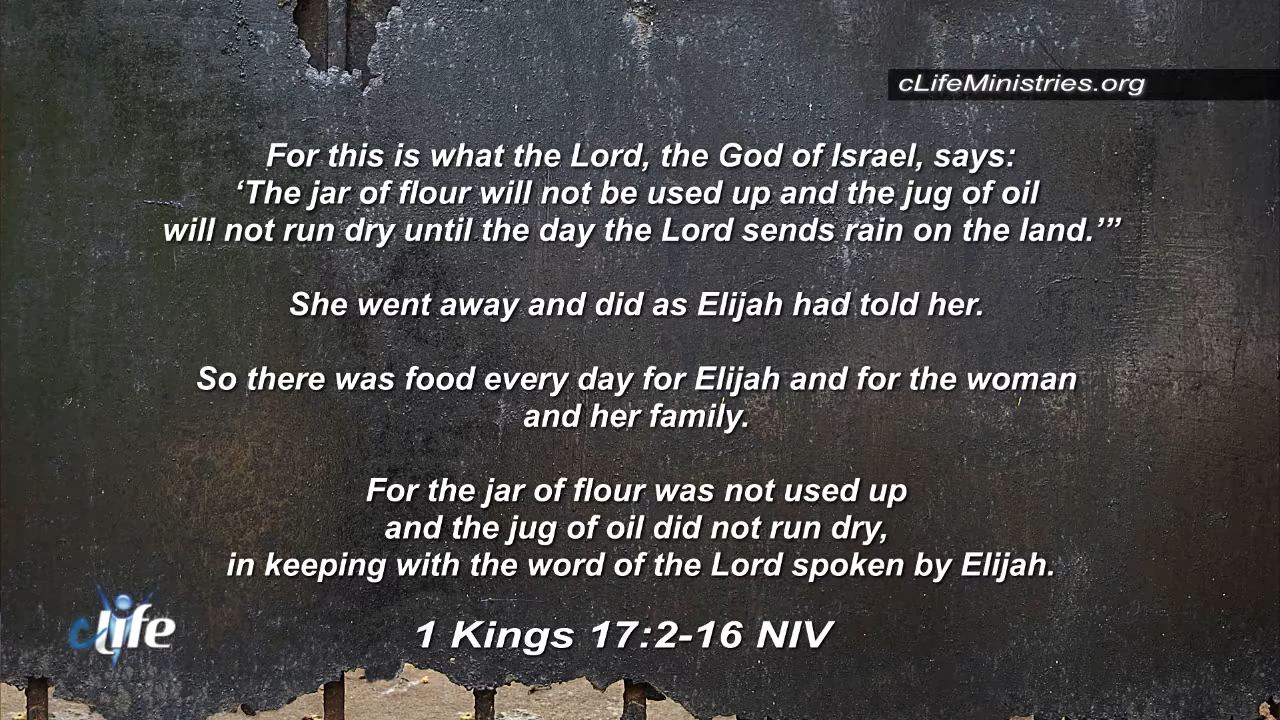 cLifeMinistries.org
For this is what the Lord, the God of Israel, says:
‘The jar of flour will not be used up and the jug of oil
will not run dry until the day the Lord sends rain on the land.’”
She went away and did as Elijah had told her.
So there was food every day for Elijah and for the woman
and her family.
For the jar of flour was not used up
and the jug of oil did not run dry,
in keeping with the word of the Lord spoken by Elijah.
1 Kings 17:2-16 NIV
cLife